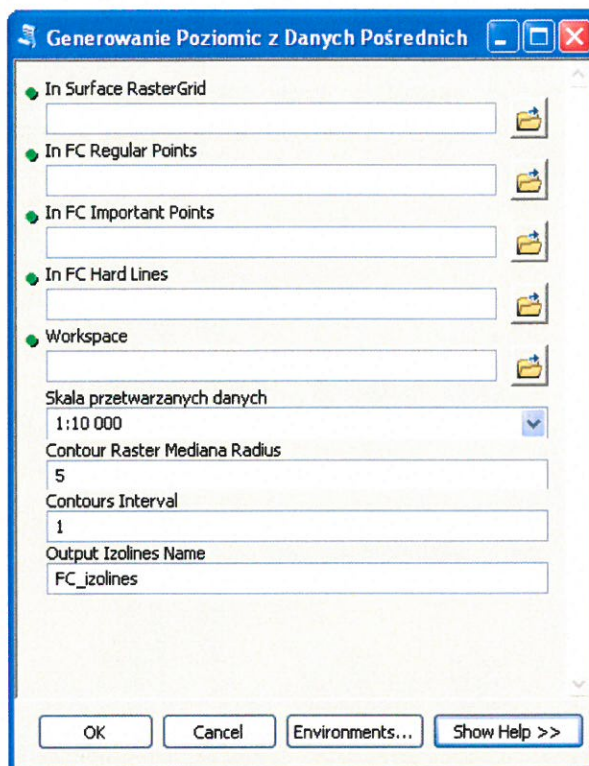 Generowanie Poziomic z Danych Pośrednich
In Surface RasterGrid
In FC Regular Points
In FC Important Points
In FC Hard Lines
Workspace
Skala przetwarzanych danych
1:10 000
Contour Raster Mediana Radius
5
Contours Interval
1
Output Izolines Name
FC_izolines
OK Cancel Environments... Show Help >>